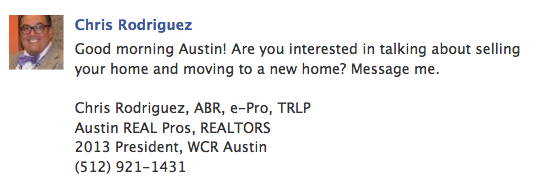 Chris Rodriguez
Good morning Austin! Are you interested in talking about selling
your home and moving to a new home? Message me.
Chris Rodriguez, ABR, e-Pro, TRLP
Austin REAL Pros, REALTORS
2013 President, WCR Austin
(512) 921-1431